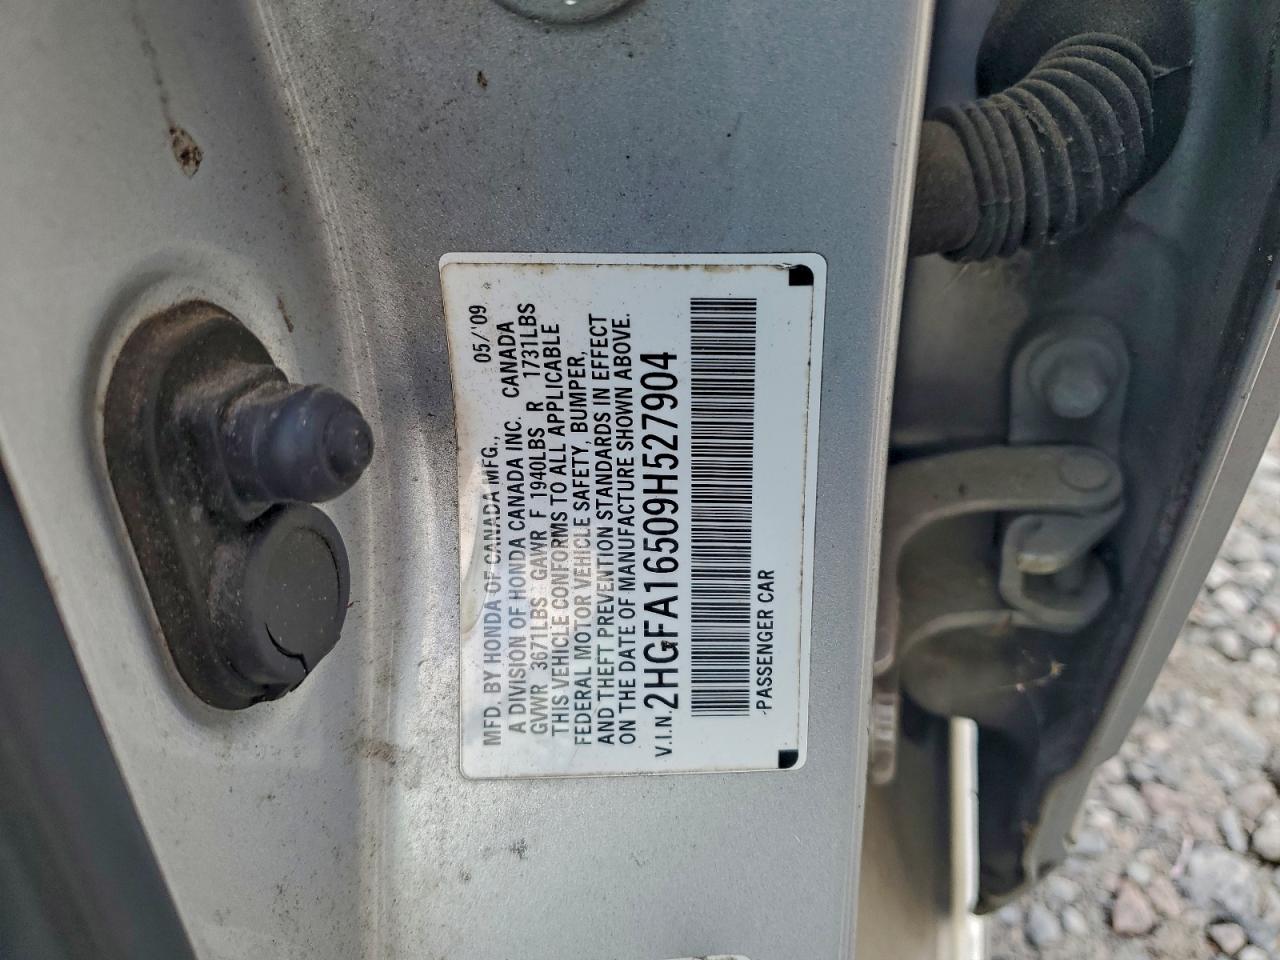 MFD. BY HONDA OF CANADA MFG., 05/'09
A DIVISION OF HONDA CANADA INC. CANADA
GVWR 3671LBS GAWR F 1940LBS R 1731LBS
THIS VEHICLE CONFORMS TO ALL APPLICABLE
FEDERAL MOTOR VEHICLE SAFETY, BUMPER,
AND THEFT PREVENTION STANDARDS IN EFFECT
ON THE DATE OF MANUFACTURE SHOWN ABOVE.
V.I.N. 2HGFA16509H527904
PASSENGER CAR